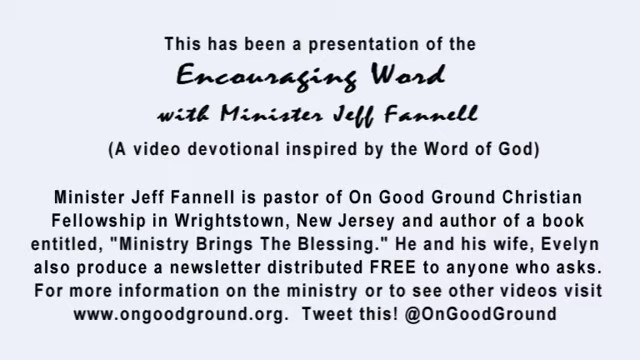 This has been a presentation of the
Encouraging Word
with Minister Jeff Fannell
(A video devotional inspired by the Word of God)
Minister Jeff Fannell is pastor of On Good Ground Christian
Fellowship in Wrightstown, New Jersey and author of a book
entitled, "Ministry Brings The Blessing." He and his wife, Evelyn
also produce a newsletter distributed FREE to anyone who asks.
For more information on the ministry or to see other videos visit
www.ongoodground.org.  Tweet this! @OnGoodGround